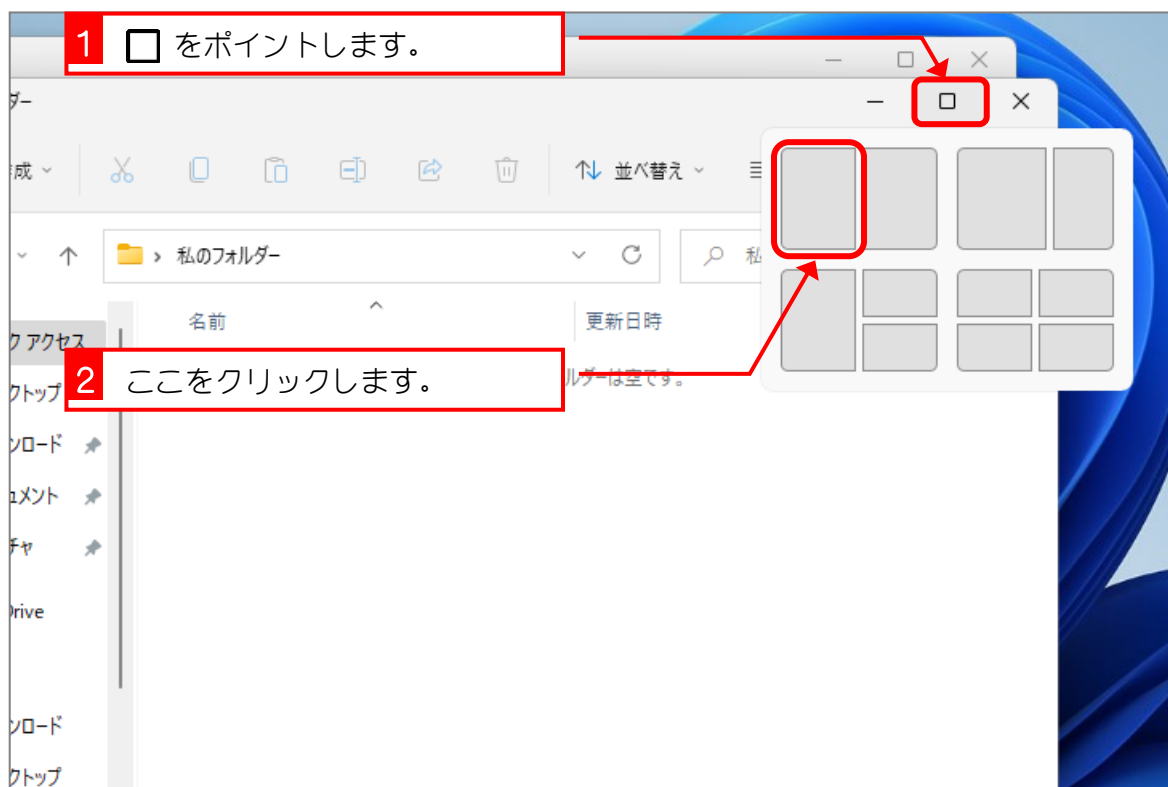 1 □ をポイントします。
ダー
成
並べ替え
私のフォルダー
私
名前
更新日時
ク アクセス
2 ここをクリックします。
ルダーは空です。
クトップ
ンロード
ュメント
チャ
Drive
ンロード
クトップ